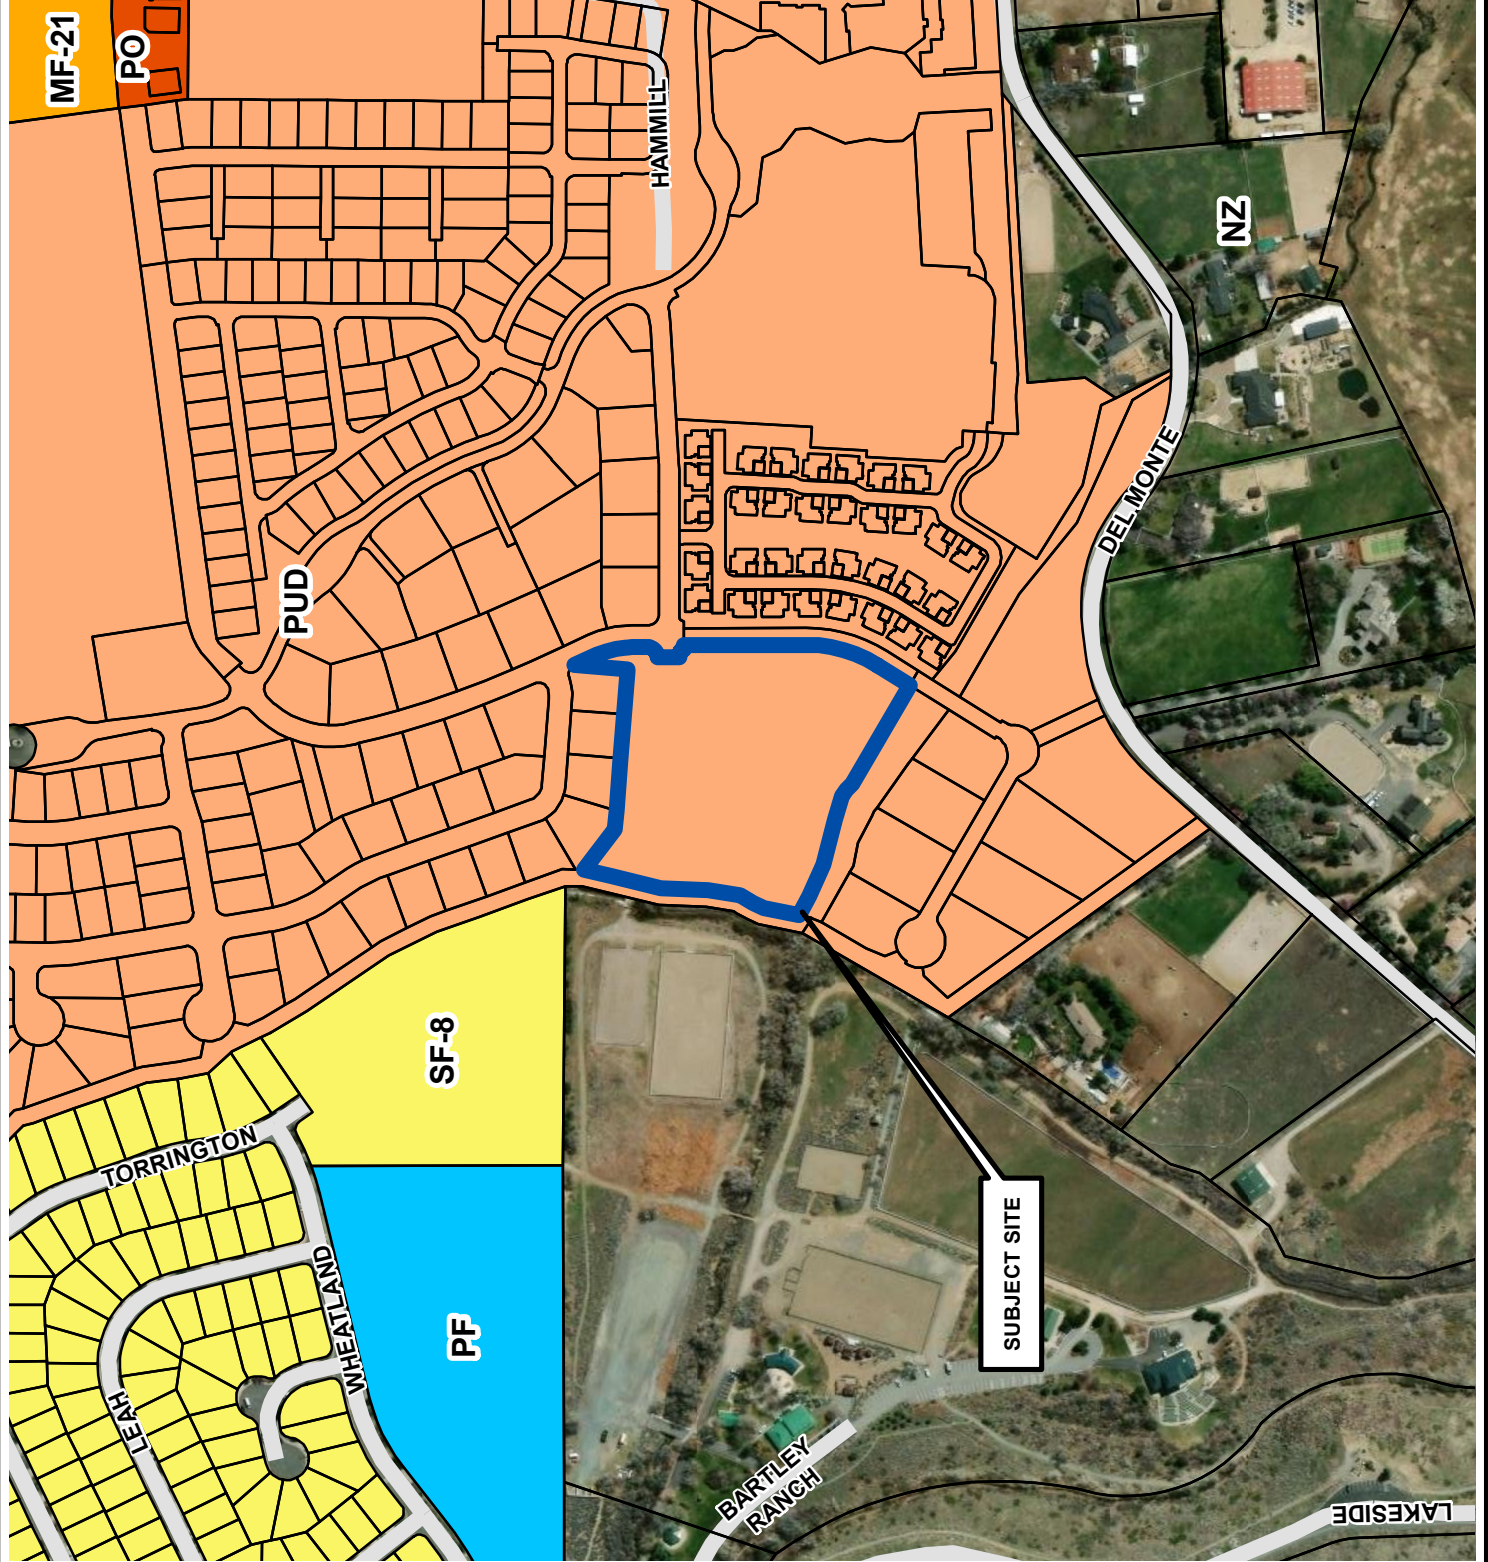 MF-21
PO
HAMMILL
NZ
DEL MONTE
PUD
SF-8
TORRINGTON
WHEATLAND
PF
LEAH
SUBJECT SITE
BARTLEY
RANCH
LAKESIDE